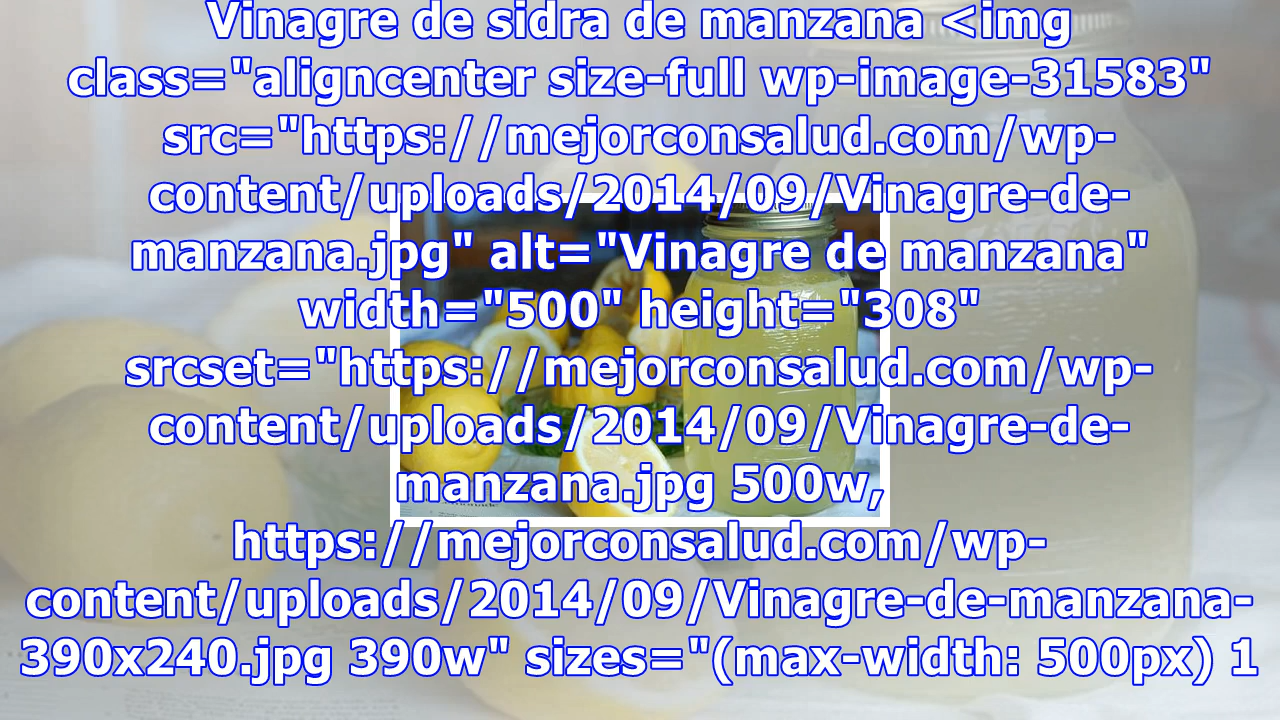 Vinagre de sidra de manzana <img
class="aligncenter size-full wp-image-31583"
src="https://mejorconsalud.com/wp-
content/uploads/2014/09/Vinagre-de-
manzana.jpg" alt="Vinagre de manzana"
width="500" height="308"
srcset="https://mejorconsalud.com/wp-
content/uploads/2014/09/Vinagre-de-
manzana.jpg 500w,
https://mejorconsalud.com/wp-
content/uploads/2014/09/Vinagre-de-manzana-
390x240.jpg 390w" sizes="(max-width: 500px) 1